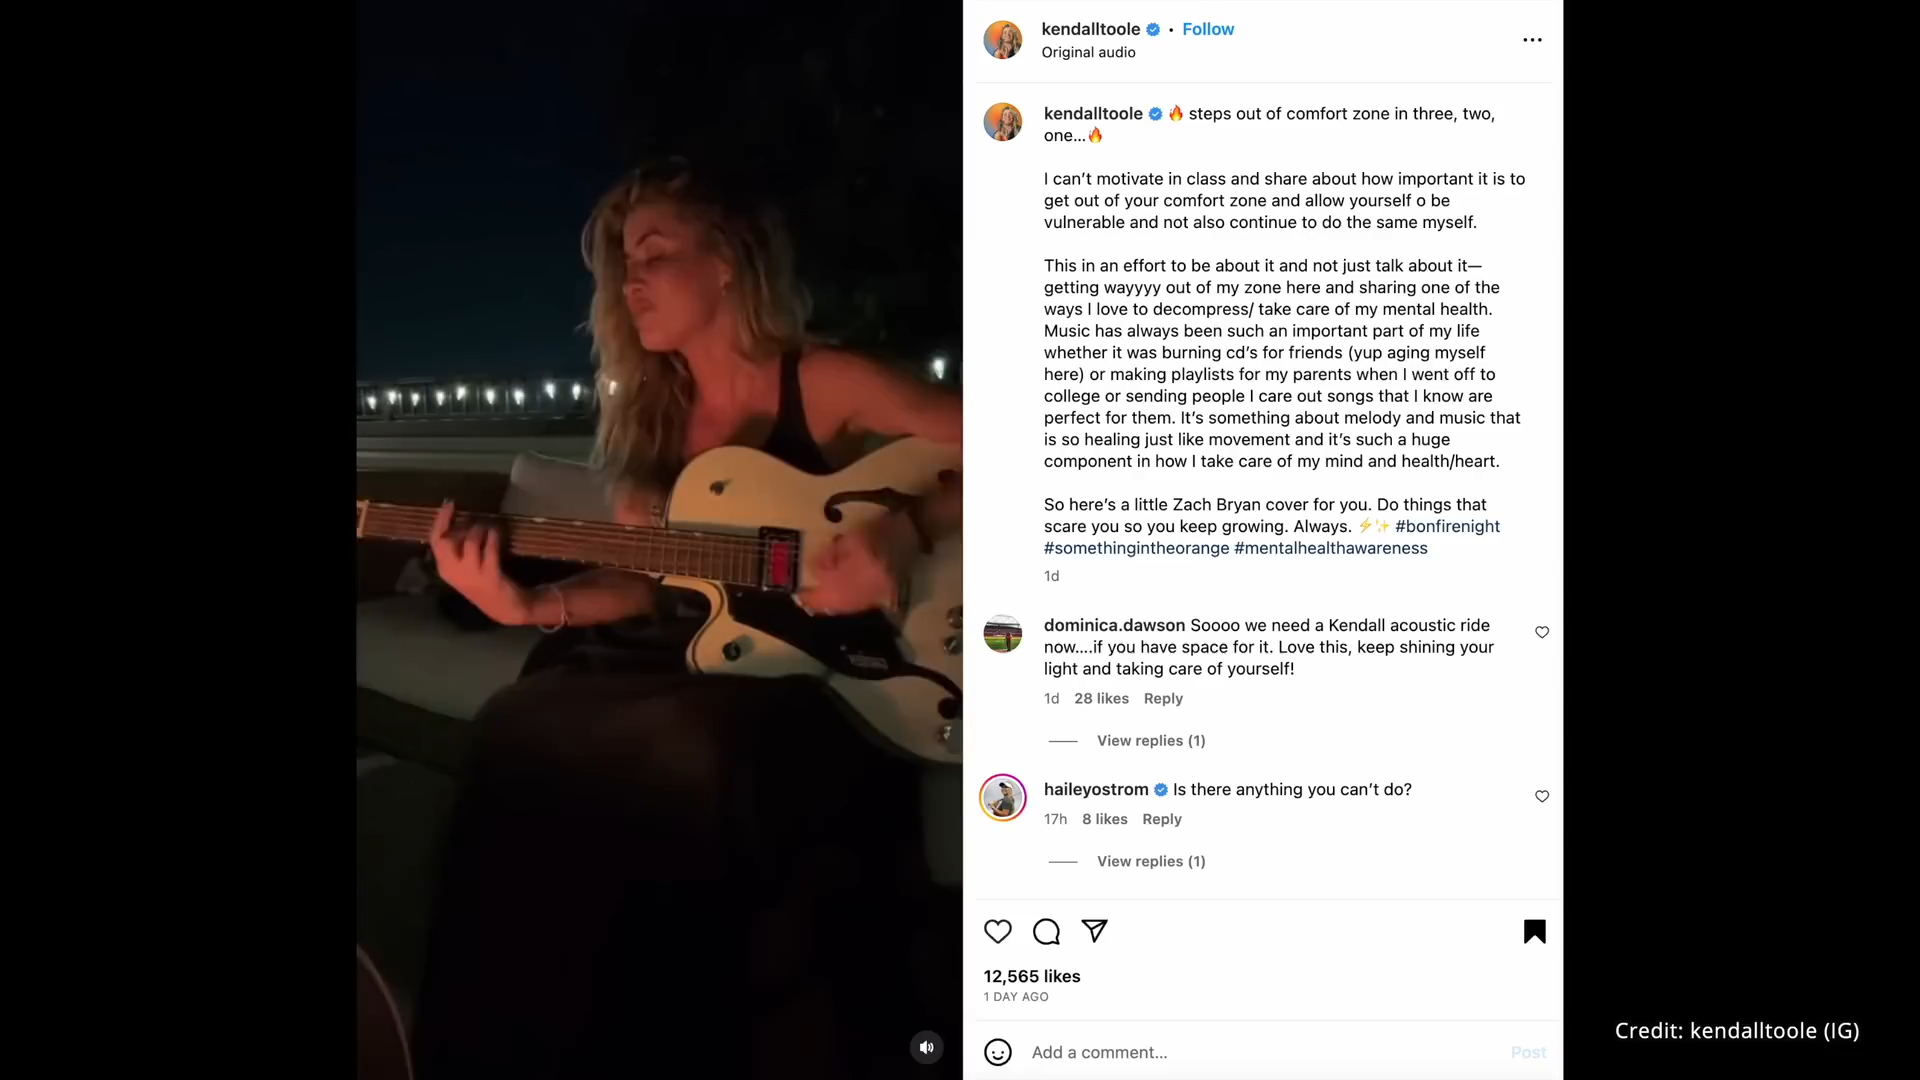 kendalltoole • Follow
Original audio
kendalltoole 🔥 steps out of comfort zone in three, two,
one...🔥
I can't motivate in class and share about how important it is to
get out of your comfort zone and allow yourself o be
vulnerable and not also continue to do the same myself.
This in an effort to be about it and not just talk about it—
getting wayyyy out of my zone here and sharing one of the
ways I love to decompress/ take care of my mental health.
Music has always been such an important part of my life
whether it was burning cd's for friends (yup aging myself
here) or making playlists for my parents when I went off to
college or sending people I care out songs that I know are
perfect for them. It's something about melody and music that
is so healing just like movement and it's such a huge
component in how I take care of my mind and health/heart.
So here's a little Zach Bryan cover for you. Do things that
scare you so you keep growing. Always. ⚡✨ #bonfirenight
#somethingintheorange #mentalhealthawareness
1d
dominica.dawson Soooo we need a Kendall acoustic ride
now....if you have space for it. Love this, keep shining your
light and taking care of yourself!
1d 28 likes Reply
View replies (1)
haileyostrom Is there anything you can't do?
17h 8 likes Reply
View replies (1)
12,565 likes
1 DAY AGO
Add a comment... Post
Credit: kendalltoole (IG)